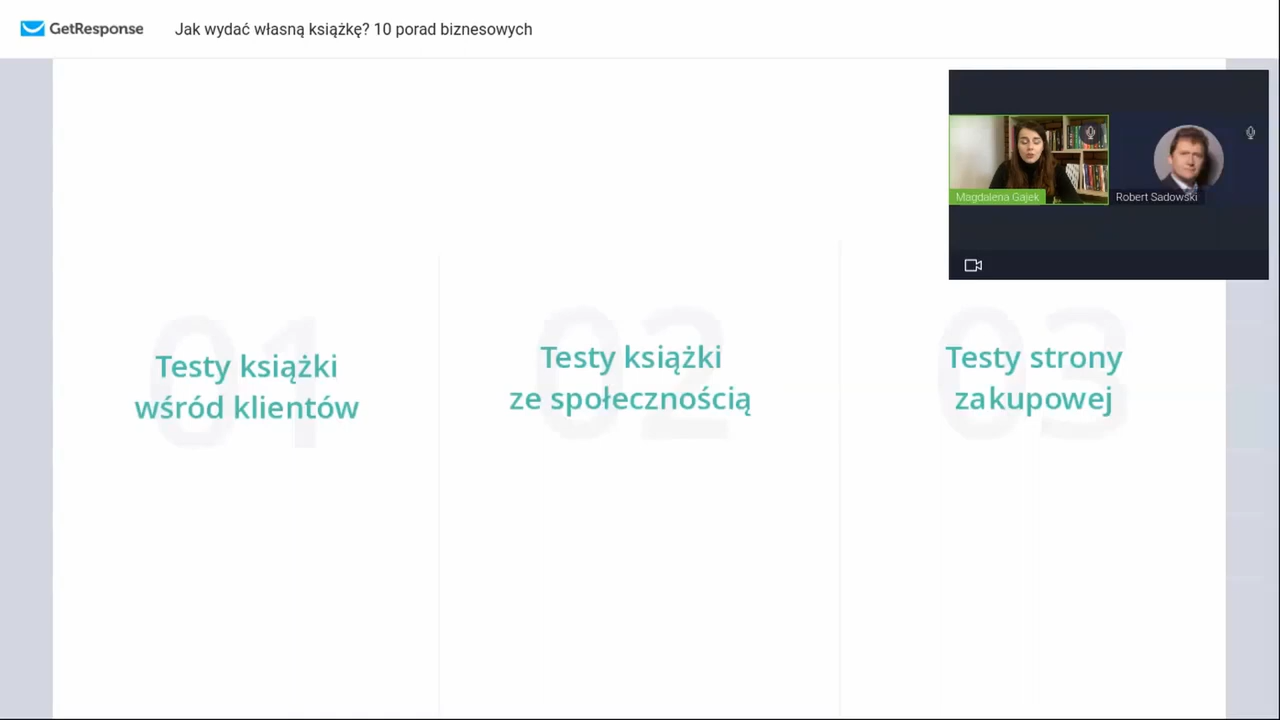 GetResponse
Jak wydać własną książkę? 10 porad biznesowych
Magdalena Gajek
Robert Sadowski
01
Testy książki
wśród klientów
02
Testy książki
ze społecznością
03
Testy strony
zakupowej